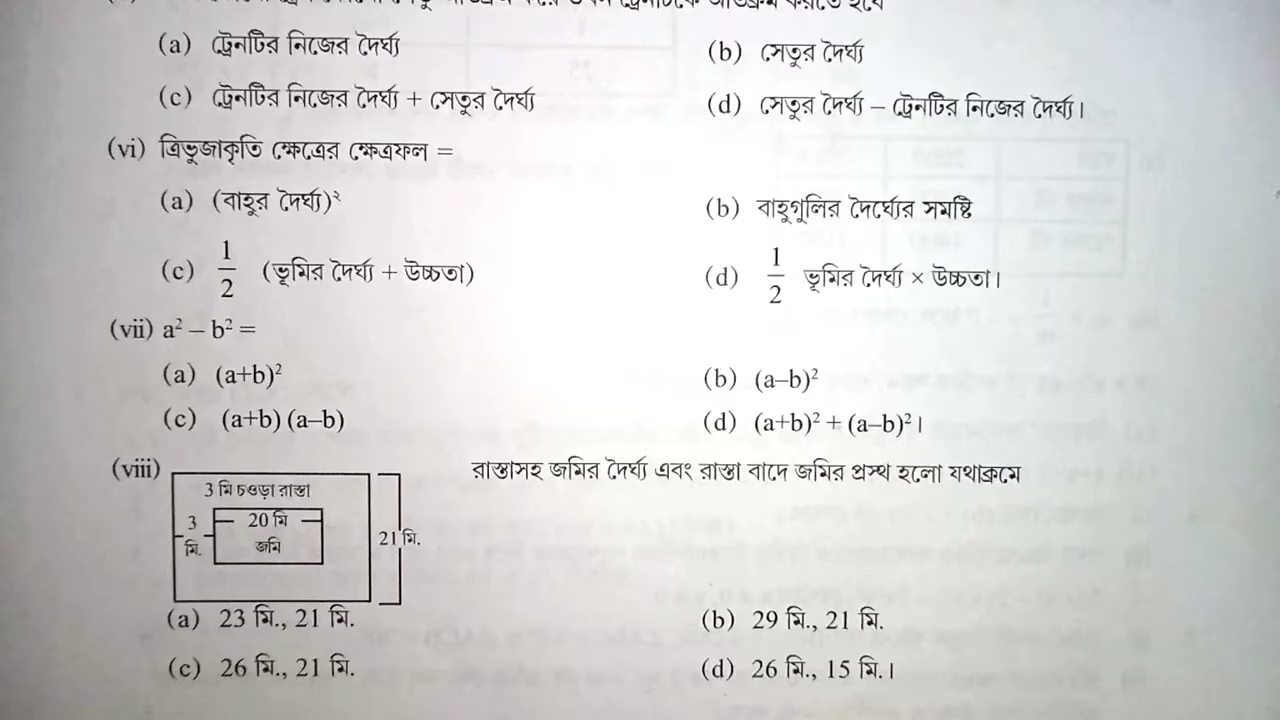 (a) ট্রেনটির নিজের দৈর্ঘ্য (b) সেতুর দৈর্ঘ্য
(c) ট্রেনটির নিজের দৈর্ঘ্য + সেতুর দৈর্ঘ্য (d) সেতুর দৈর্ঘ্য – ট্রেনটির নিজের দৈর্ঘ্য।
(vi) ত্রিভুজাকৃতি ক্ষেত্রের ক্ষেত্রফল =
(a) (বাহুর দৈর্ঘ্য)² (b) বাহুগুলির দৈর্ঘ্যের সমষ্টি
(c) 1/2 (ভূমির দৈর্ঘ্য + উচ্চতা) (d) 1/2 ভূমির দৈর্ঘ্য × উচ্চতা।
(vii) a² – b² =
(a) (a+b)² (b) (a–b)²
(c) (a+b) (a–b) (d) (a+b)² + (a–b)²।
(viii) রাস্তাসহ জমির দৈর্ঘ্য এবং রাস্তা বাদে জমির প্রস্থ হলো যথাক্রমে
3 মি চওড়া রাস্তা
3 মি. 20 মি
জমি
21 মি.
(a) 23 মি., 21 মি. (b) 29 মি., 21 মি.
(c) 26 মি., 21 মি. (d) 26 মি., 15 মি.।